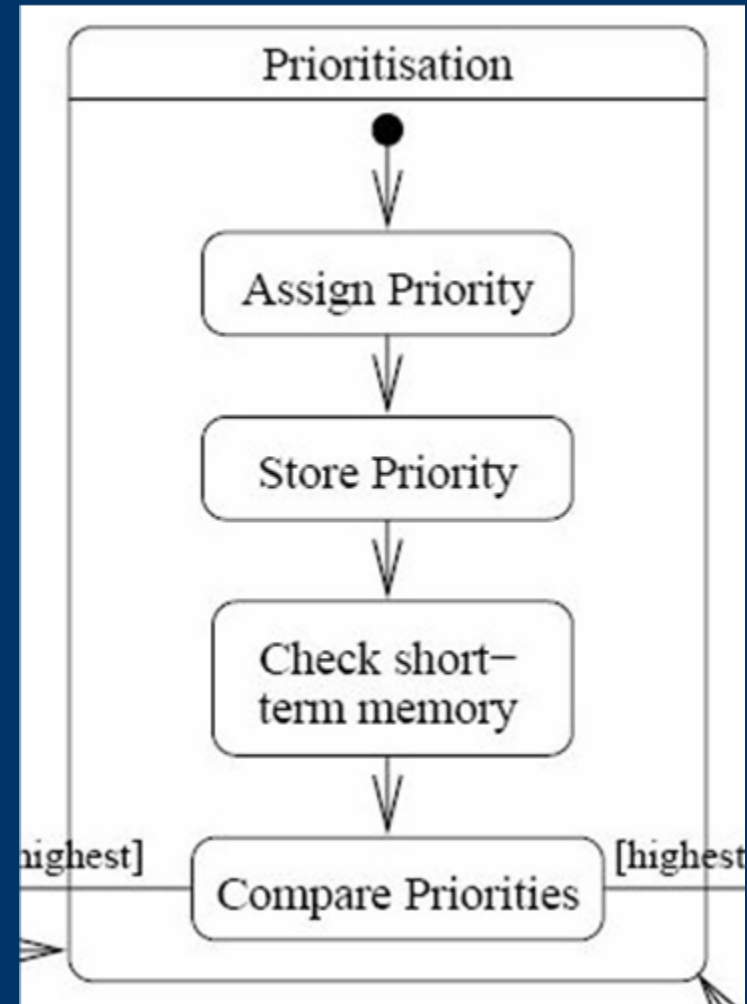 Prioritisation
Assign Priority
Store Priority
Check short–
term memory
highest]
[highest
Compare Priorities